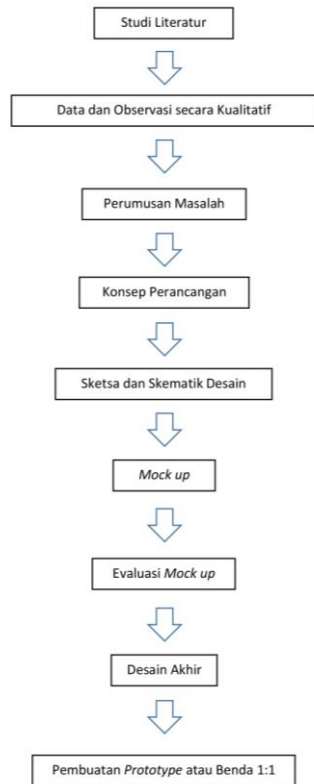 Studi Literatur
Data dan Observasi secara Kualitatif
Perumusan Masalah
Konsep Perancangan
Sketsa dan Skematik Desain
Mock up
Evaluasi Mock up
Desain Akhir
Pembuatan Prototype atau Benda 1:1